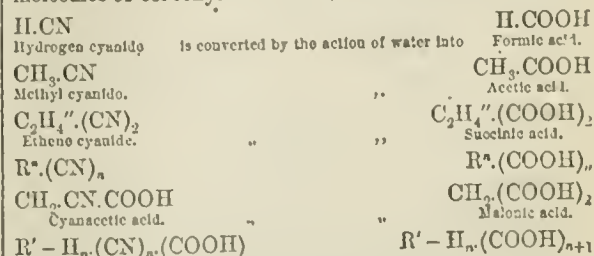 H.CN H.COOH
Hydrogen cyanide is converted by the action of water into Formic acid.
CH₃.CN CH₃.COOH
Methyl cyanide. ,, ,, Acetic acid.
C₂H₄″.(CN)₂ C₂H₄″.(COOH)₂
Etheno cyanide. ,, ,, Succinic acid.
Rⁿ.(CN)ₙ Rⁿ.(COOH)ₙ
CH₂.CN.COOH CH₂.(COOH)₂
Cyanacetic acid. ,, ,, Malonic acid.
R′ – Hₙ.(CN)ₙ.(COOH) R′ – Hₙ.(COOH)ₙ₊₁